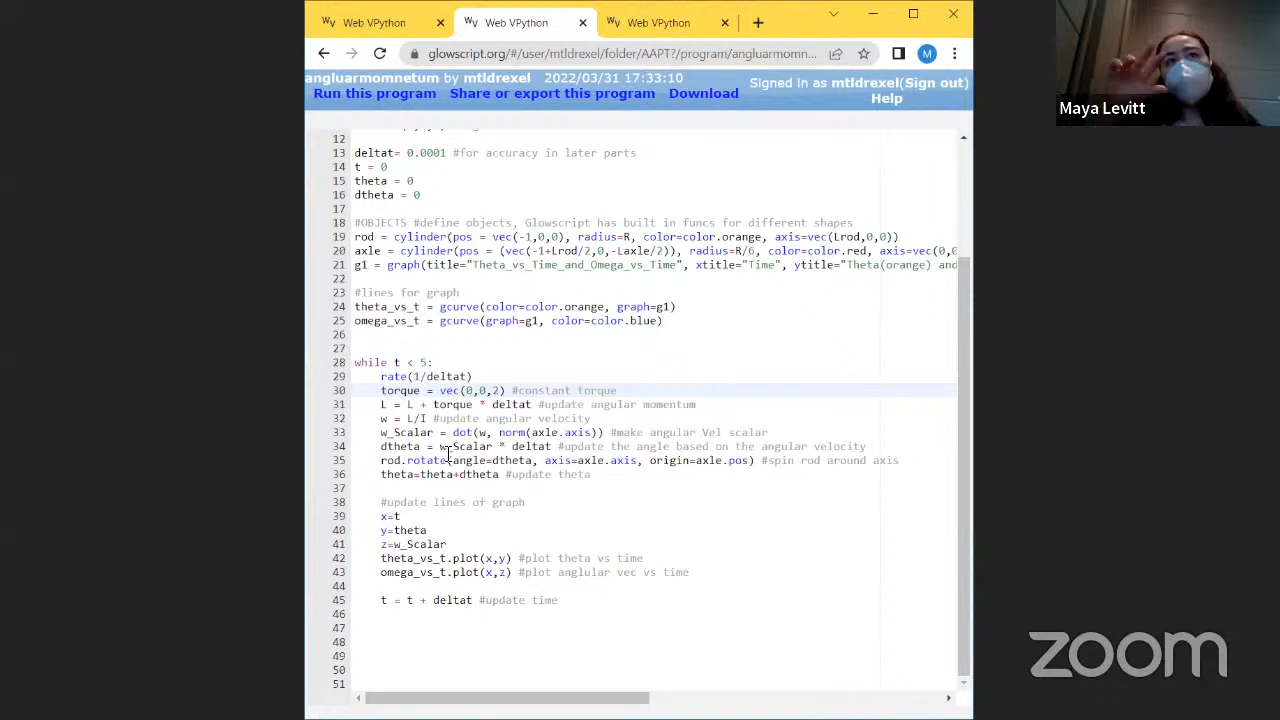 Web VPython
Web VPython
Web VPython
glowscript.org/#/user/mtldrexel/folder/AAPT?/program/angluarmomn...
M
angluarmomnetum by mtldrexel 2022/03/31 17:33:10
Signed in as mtldrexel(Sign out)
Run this program Share or export this program Download
Help
Maya Levitt
12
13 deltat= 0.0001 #for accuracy in later parts
14 t = 0
15 theta = 0
16 dtheta = 0
17
18 #OBJECTS #define objects, Glowscript has built in funcs for different shapes
19 rod = cylinder(pos = vec(-1,0,0), radius=R, color=color.orange, axis=vec(Lrod,0,0))
20 axle = cylinder(pos = (vec(-1+Lrod/2,0,-Laxle/2)), radius=R/6, color=color.red, axis=vec(0,0
21 g1 = graph(title="Theta_vs_Time_and_Omega_vs_Time", xtitle="Time", ytitle="Theta(orange) and
22
23 #lines for graph
24 theta_vs_t = gcurve(color=color.orange, graph=g1)
25 omega_vs_t = gcurve(graph=g1, color=color.blue)
26
27
28 while t < 5:
29 rate(1/deltat)
30 torque = vec(0,0,2) #constant torque
31 L = L + torque * deltat #update angular momentum
32 w = L/I #update angular velocity
33 w_Scalar = dot(w, norm(axle.axis)) #make angular Vel scalar
34 dtheta = w_Scalar * deltat #update the angle based on the angular velocity
35 rod.rotate(angle=dtheta, axis=axle.axis, origin=axle.pos) #spin rod around axis
36 theta=theta+dtheta #update theta
37
38 #update lines of graph
39 x=t
40 y=theta
41 z=w_Scalar
42 theta_vs_t.plot(x,y) #plot theta vs time
43 omega_vs_t.plot(x,z) #plot anglular vec vs time
44
45 t = t + deltat #update time
46
47
48
49
50
51
zoom